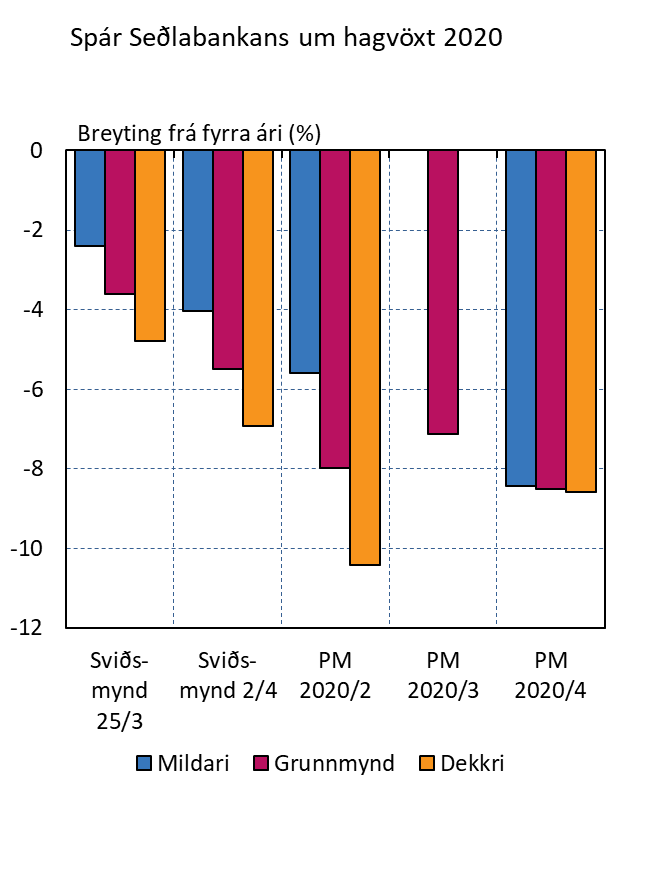 Spár Seðlabankans um hagvöxt 2020
Breyting frá fyrra ári (%)
0
-2
-4
-6
-8
-10
-12
Sviðs-
mynd
25/3
Sviðs-
mynd 2/4
PM
2020/2
PM
2020/3
PM
2020/4
Mildari Grunnmynd Dekkri